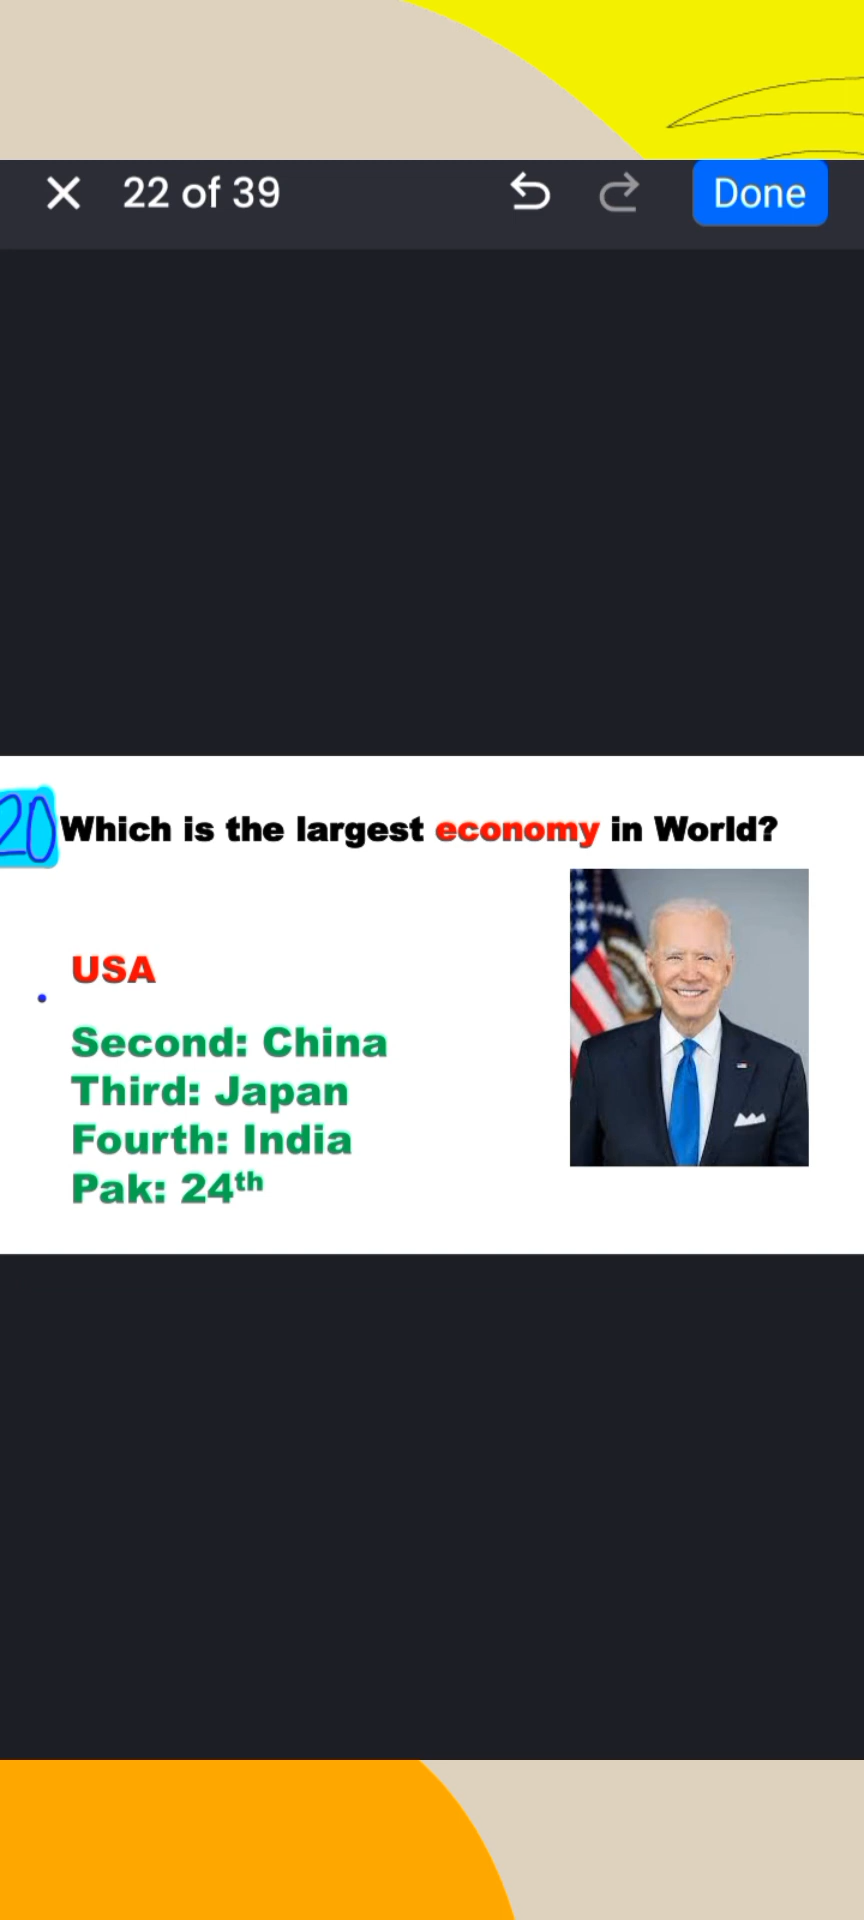 22 of 39
Done
20 Which is the largest economy in World?
USA
Second: China
Third: Japan
Fourth: India
Pak: 24th